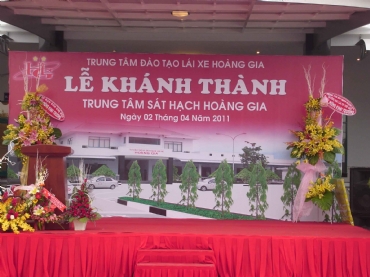 TRUNG TÂM ĐÀO TẠO LÁI XE HOÀNG GIA
LỄ KHÁNH THÀNH
TRUNG TÂM SÁT HẠCH HOÀNG GIA
Ngày 02 Tháng 04 Năm 2011